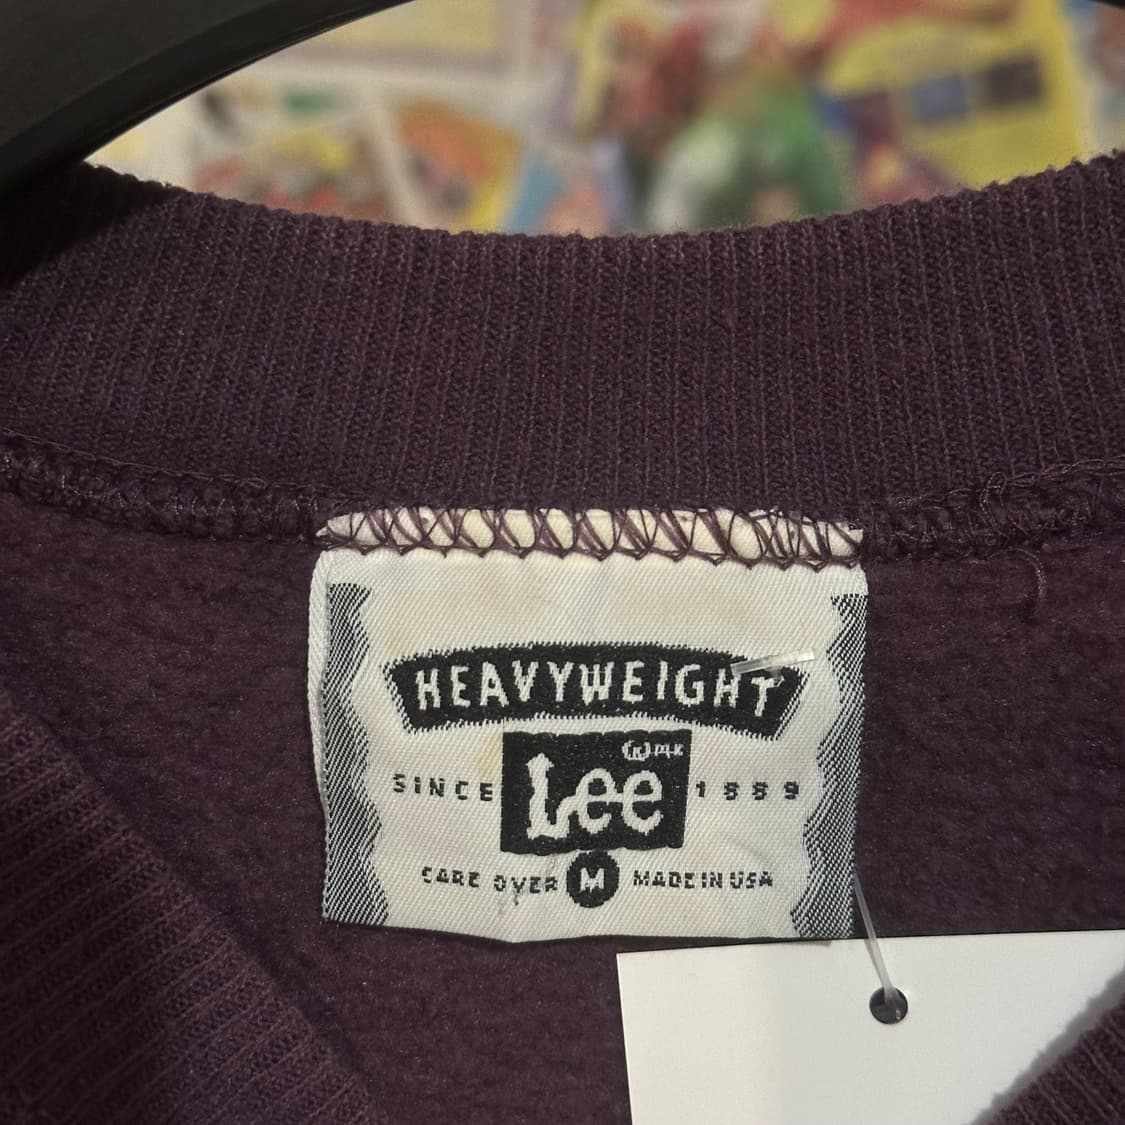 HEAVYWEIGHT
Lee
SINCE 1889
CARE OVER M MADE IN USA